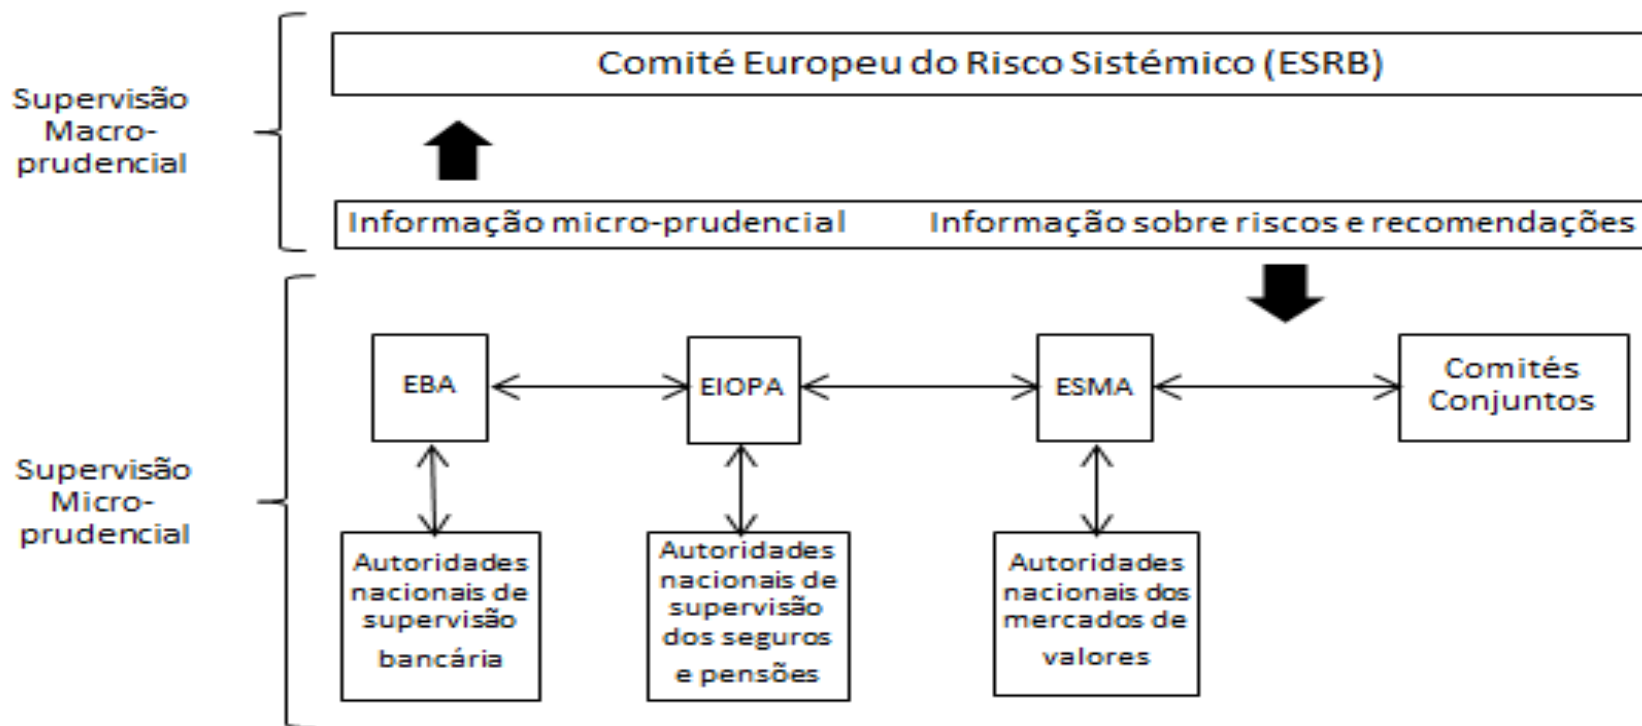 Comité Europeu do Risco Sistémico (ESRB)
Supervisão
Macro-
prudencial
Informação micro-prudencial
Informação sobre riscos e recomendações
EBA
EIOPA
ESMA
Comités
Conjuntos
Supervisão
Micro-
prudencial
Autoridades
nacionais de
supervisão
bancária
Autoridades
nacionais de
supervisão
dos seguros
e pensões
Autoridades
nacionais dos
mercados de
valores